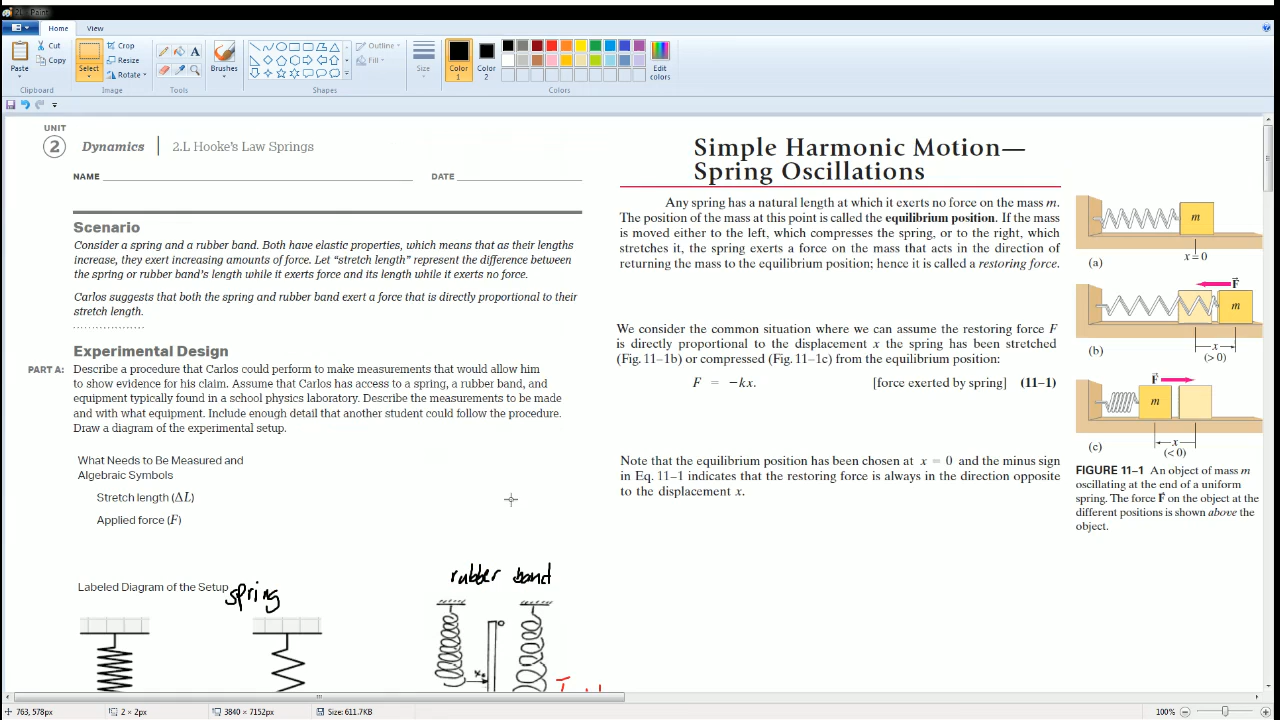 2L - Paint
Home
View
Paste
Cut
Copy
Clipboard
Select
Crop
Resize
Rotate
Image
A
Tools
Brushes
Shapes
Outline
Fill
Size
Color
1
Color
2
Edit
colors
Colors
UNIT
2 Dynamics 2.L Hooke's Law Springs
NAME DATE
Scenario
Consider a spring and a rubber band. Both have elastic properties, which means that as their lengths
increase, they exert increasing amounts of force. Let "stretch length" represent the difference between
the spring or rubber band's length while it exerts force and its length while it exerts no force.
Carlos suggests that both the spring and rubber band exert a force that is directly proportional to their
stretch length.
Experimental Design
PART A: Describe a procedure that Carlos could perform to make measurements that would allow him
to show evidence for his claim. Assume that Carlos has access to a spring, a rubber band, and
equipment typically found in a school physics laboratory. Describe the measurements to be made
and with what equipment. Include enough detail that another student could follow the procedure.
Draw a diagram of the experimental setup.
What Needs to Be Measured and
Algebraic Symbols
Stretch length (ΔL)
Applied force (F)
Labeled Diagram of the Setup
spring
rubber band
Simple Harmonic Motion—
Spring Oscillations
Any spring has a natural length at which it exerts no force on the mass m.
The position of the mass at this point is called the equilibrium position. If the mass
is moved either to the left, which compresses the spring, or to the right, which
stretches it, the spring exerts a force on the mass that acts in the direction of
returning the mass to the equilibrium position; hence it is called a restoring force.
We consider the common situation where we can assume the restoring force F
is directly proportional to the displacement x the spring has been stretched
(Fig. 11–1b) or compressed (Fig. 11–1c) from the equilibrium position:
F = −kx. [force exerted by spring] (11–1)
Note that the equilibrium position has been chosen at x = 0 and the minus sign
in Eq. 11–1 indicates that the restoring force is always in the direction opposite
to the displacement x.
m
(a) x = 0
F
m
x
(b) (> 0)
F
m
x
(c) (< 0)
FIGURE 11–1 An object of mass m
oscillating at the end of a uniform
spring. The force F on the object at the
different positions is shown above the
object.
763, 578px
2 × 2px
3840 × 7152px
Size: 611.7KB
100%